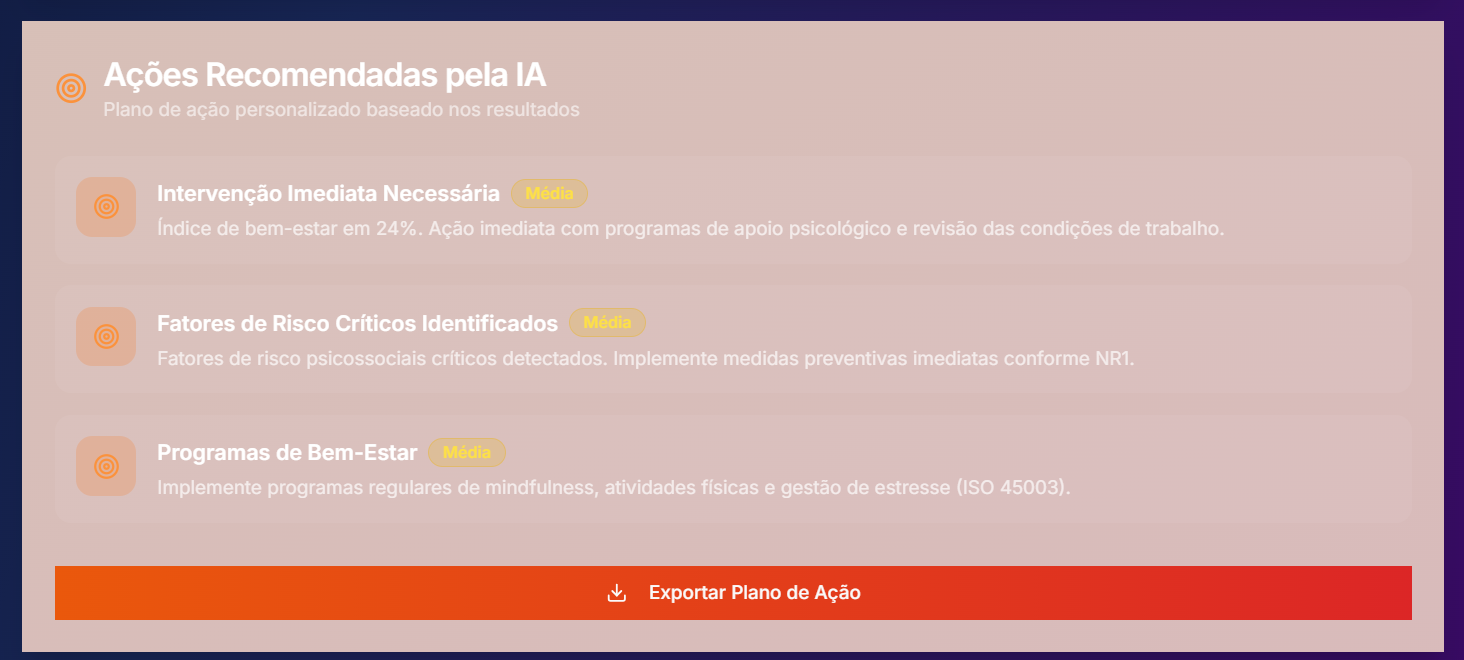 Ações Recomendadas pela IA
Plano de ação personalizado baseado nos resultados
Intervenção Imediata Necessária Média
Índice de bem-estar em 24%. Ação imediata com programas de apoio psicológico e revisão das condições de trabalho.
Fatores de Risco Críticos Identificados Média
Fatores de risco psicossociais críticos detectados. Implemente medidas preventivas imediatas conforme NR1.
Programas de Bem-Estar Média
Implemente programas regulares de mindfulness, atividades físicas e gestão de estresse (ISO 45003).
Exportar Plano de Ação